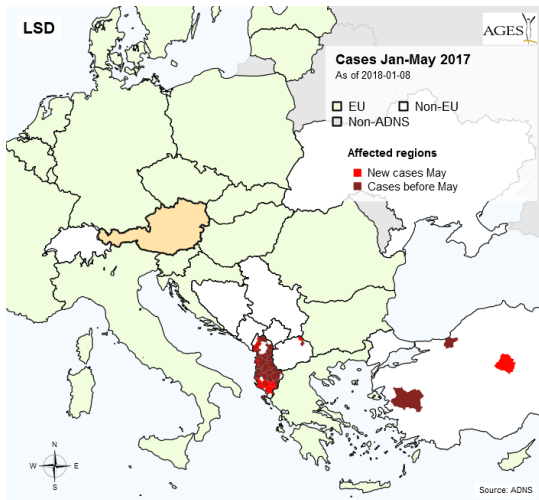 LSD
AGES
Cases Jan-May 2017
As of 2018-01-08
EU
Non-EU
Non-ADNS
Affected regions
New cases May
Cases before May
N
W
E
S
Source: ADNS